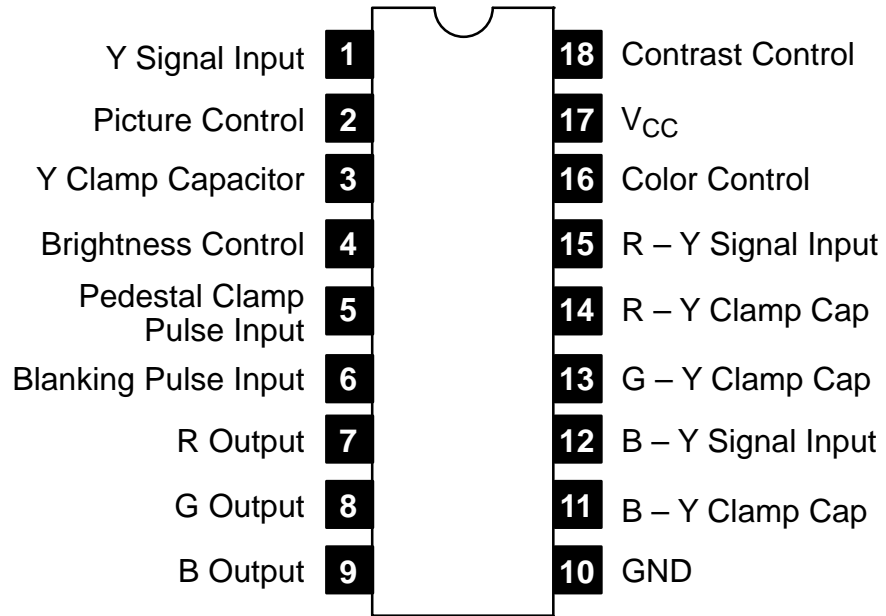 Y Signal Input 1
Picture Control 2
Y Clamp Capacitor 3
Brightness Control 4
Pedestal Clamp
Pulse Input 5
Blanking Pulse Input 6
R Output 7
G Output 8
B Output 9
18 Contrast Control
17 VCC
16 Color Control
15 R – Y Signal Input
14 R – Y Clamp Cap
13 G – Y Clamp Cap
12 B – Y Signal Input
11 B – Y Clamp Cap
10 GND